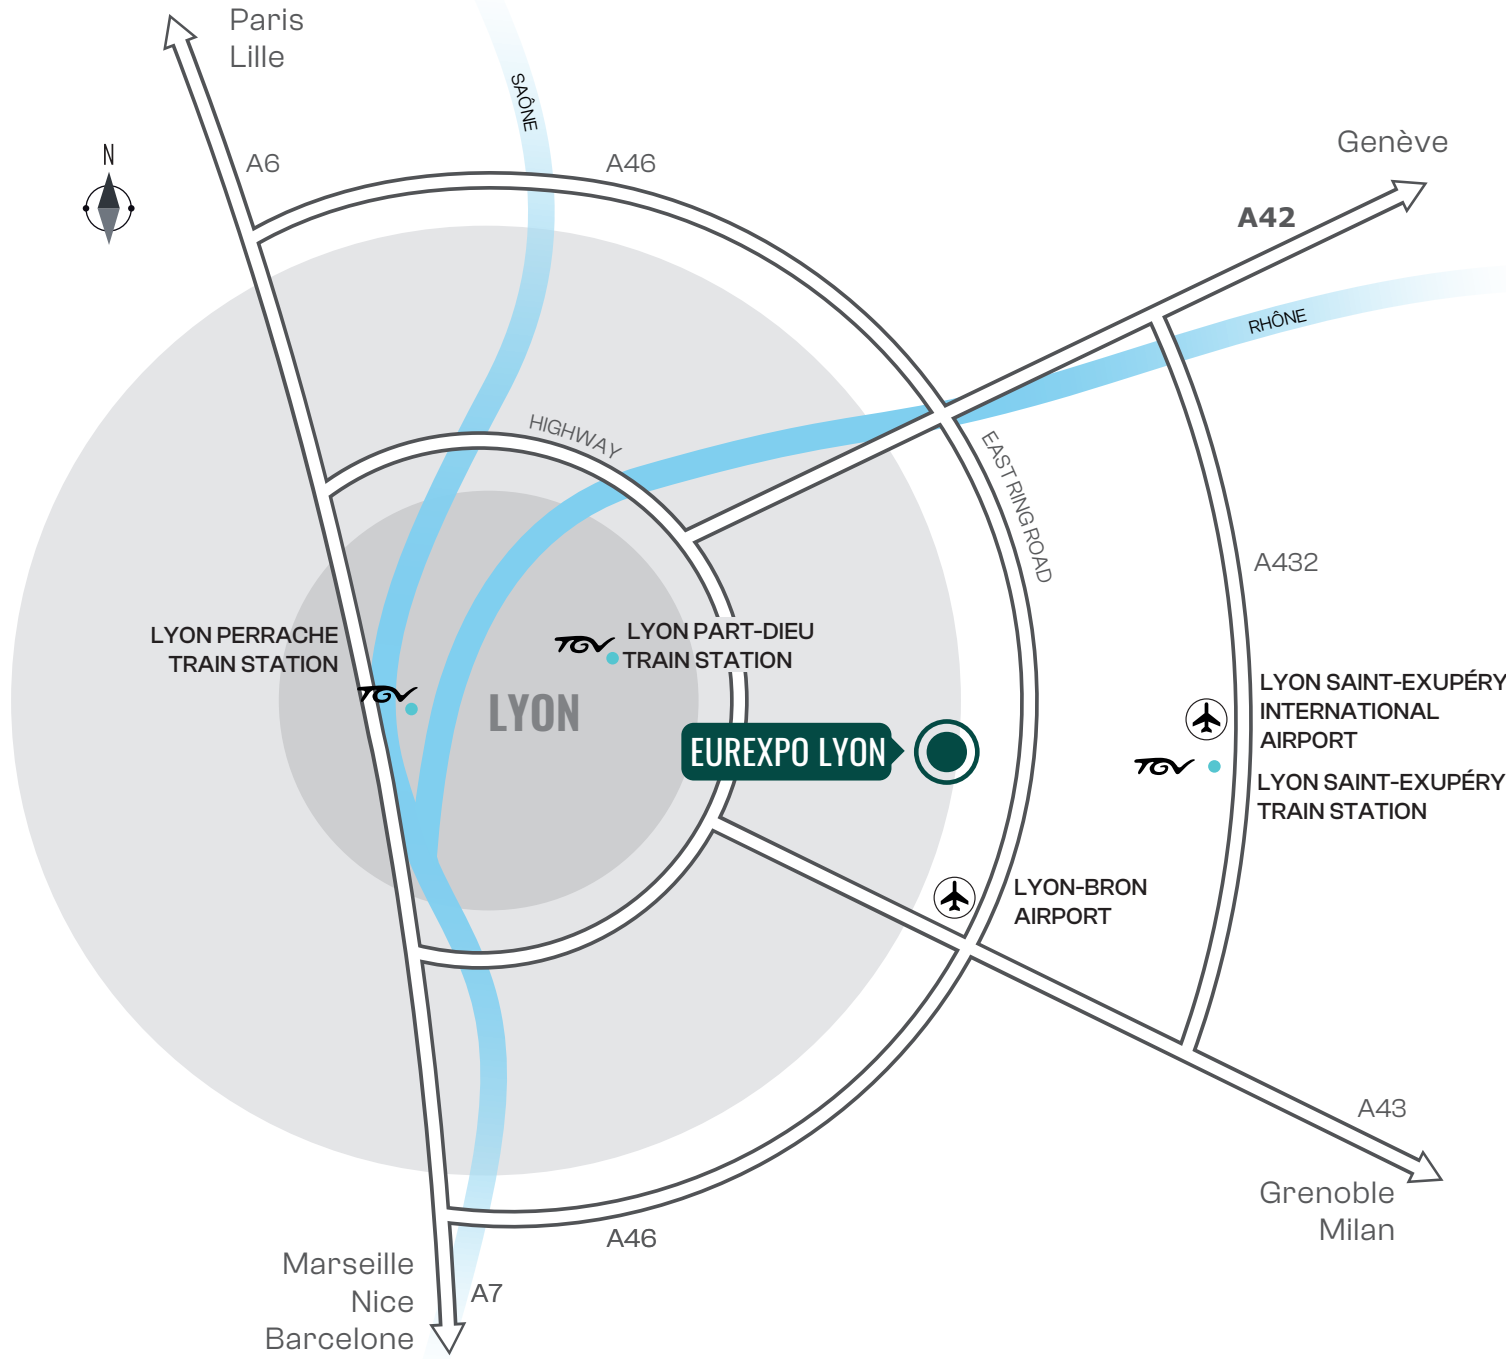 Paris
Lille
SAÔNE
N
A6
A46
Genève
A42
RHÔNE
HIGHWAY
EAST RING ROAD
A432
LYON PERRACHE
TRAIN STATION
TGV
TGV
LYON PART-DIEU
TRAIN STATION
LYON
EUREXPO LYON
LYON SAINT-EXUPÉRY
INTERNATIONAL
AIRPORT
TGV
LYON SAINT-EXUPÉRY
TRAIN STATION
LYON-BRON
AIRPORT
A43
Grenoble
Milan
A46
Marseille
Nice
Barcelone
A7